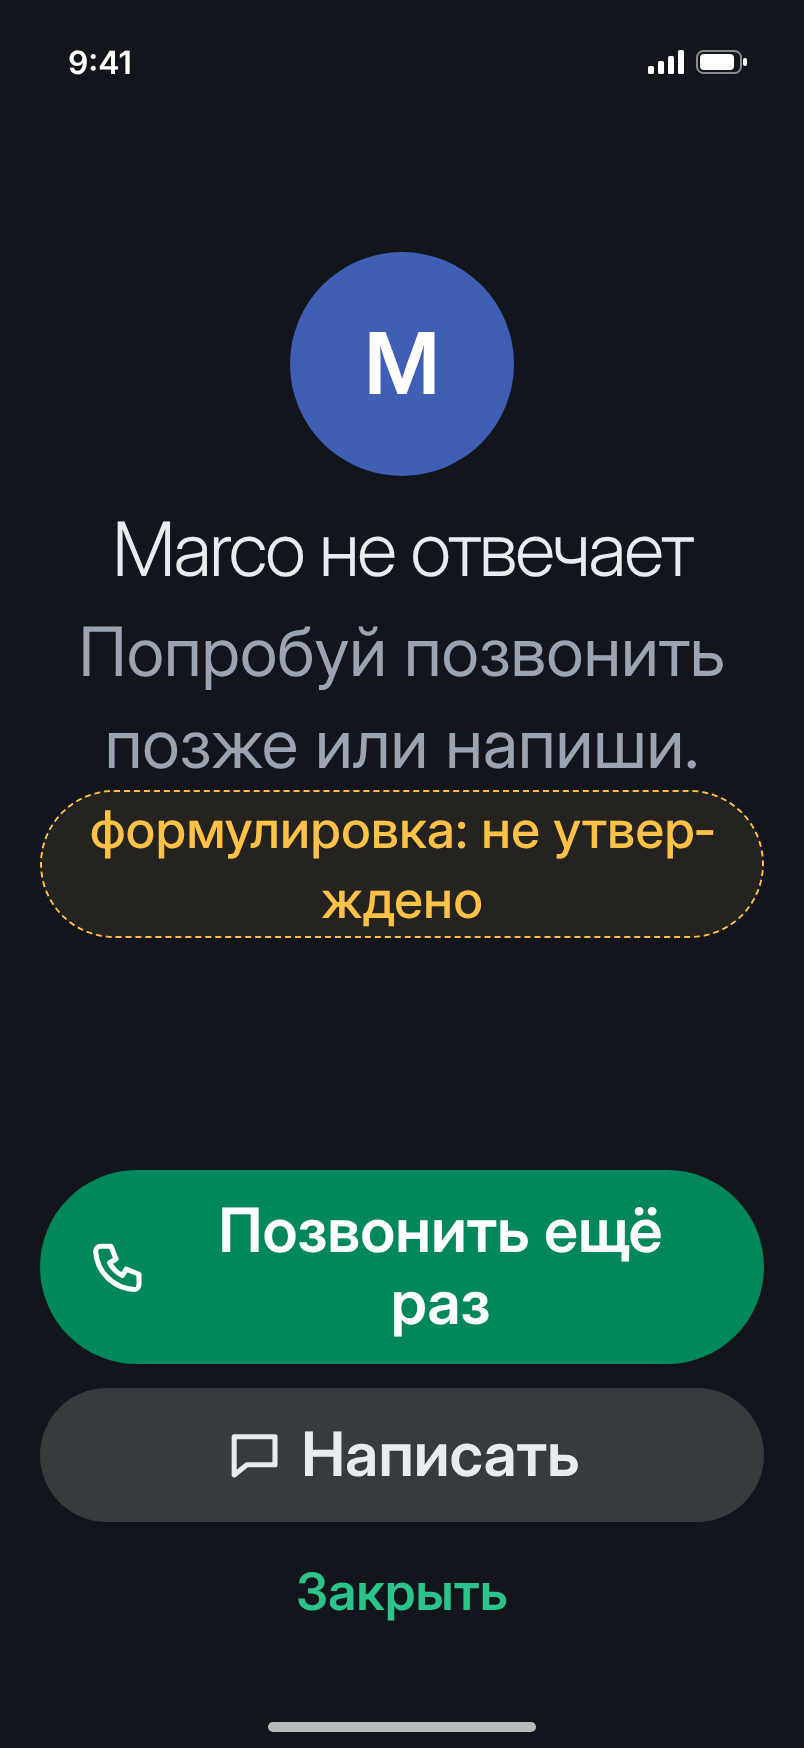 9:41
M
Marco не отвечает
Попробуй позвонить
позже или напиши.
формулировка: не утвер-
ждено
Позвонить ещё
раз
Написать
Закрыть